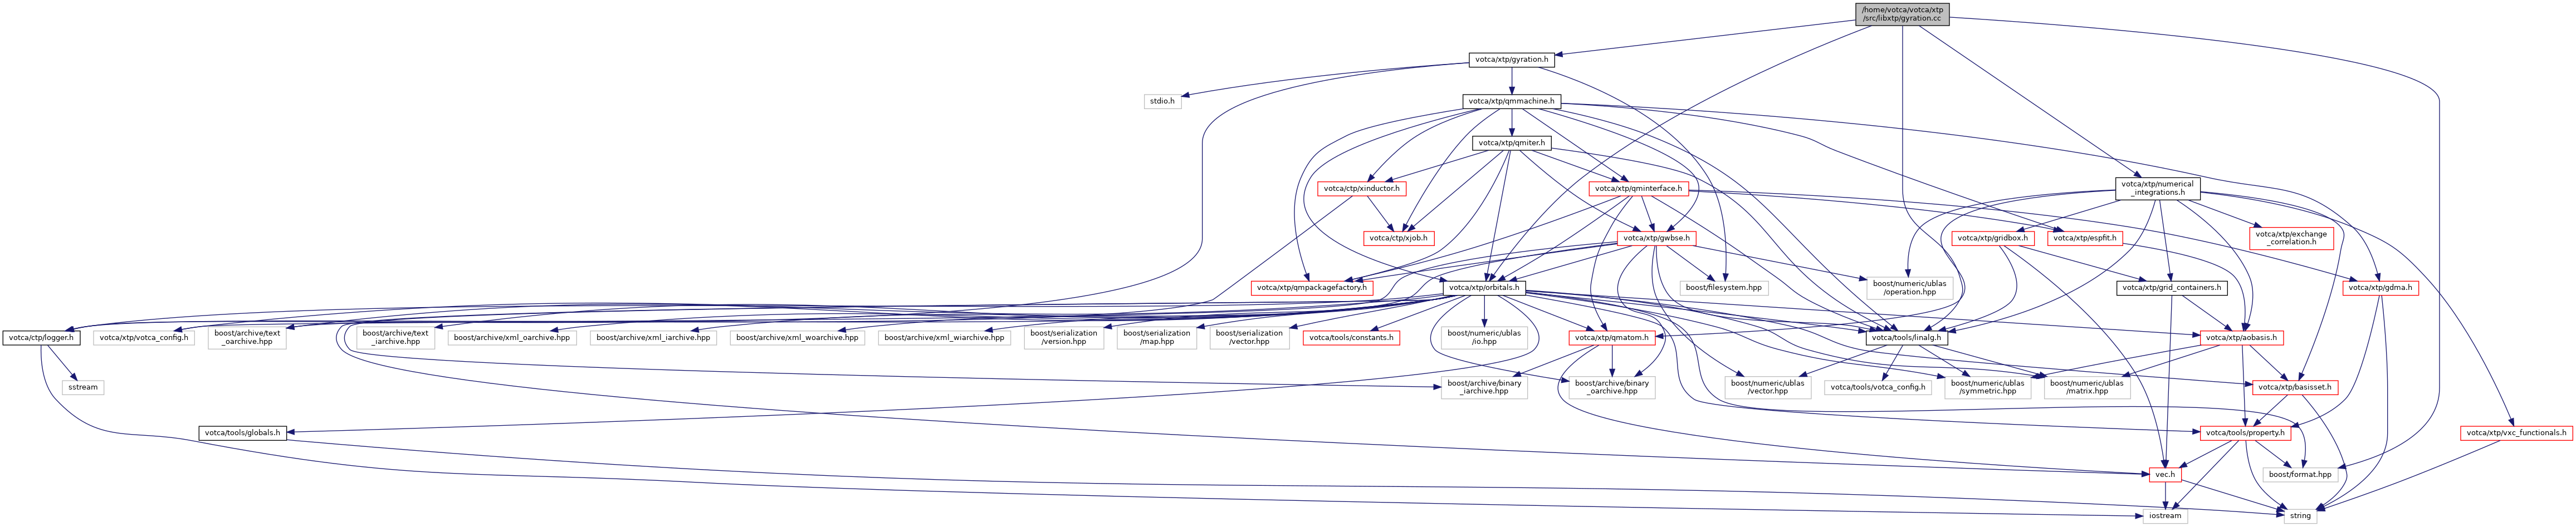 /home/votca/votca/xtp
/src/libxtp/gyration.cc
votca/xtp/gyration.h
stdio.h
votca/xtp/qmmachine.h
votca/xtp/qmiter.h
votca/ctp/xinductor.h
votca/xtp/qminterface.h
votca/xtp/numerical
_integrations.h
votca/ctp/xjob.h
votca/xtp/gwbse.h
votca/xtp/gridbox.h
votca/xtp/espfit.h
votca/xtp/exchange
_correlation.h
votca/xtp/qmpackagefactory.h
votca/xtp/orbitals.h
boost/filesystem.hpp
boost/numeric/ublas
/operation.hpp
votca/xtp/grid_containers.h
votca/xtp/gdma.h
votca/ctp/logger.h
votca/xtp/votca_config.h
boost/archive/text
_oarchive.hpp
boost/archive/text
_iarchive.hpp
boost/archive/xml_oarchive.hpp
boost/archive/xml_iarchive.hpp
boost/archive/xml_woarchive.hpp
boost/archive/xml_wiarchive.hpp
boost/serialization
/version.hpp
boost/serialization
/map.hpp
boost/serialization
/vector.hpp
votca/tools/constants.h
boost/numeric/ublas
/io.hpp
votca/xtp/qmatom.h
votca/tools/linalg.h
votca/xtp/aobasis.h
sstream
boost/archive/binary
_iarchive.hpp
boost/archive/binary
_oarchive.hpp
boost/numeric/ublas
/vector.hpp
votca/tools/votca_config.h
boost/numeric/ublas
/symmetric.hpp
boost/numeric/ublas
/matrix.hpp
votca/xtp/basisset.h
votca/tools/globals.h
votca/tools/property.h
votca/xtp/vxc_functionals.h
vec.h
boost/format.hpp
iostream
string